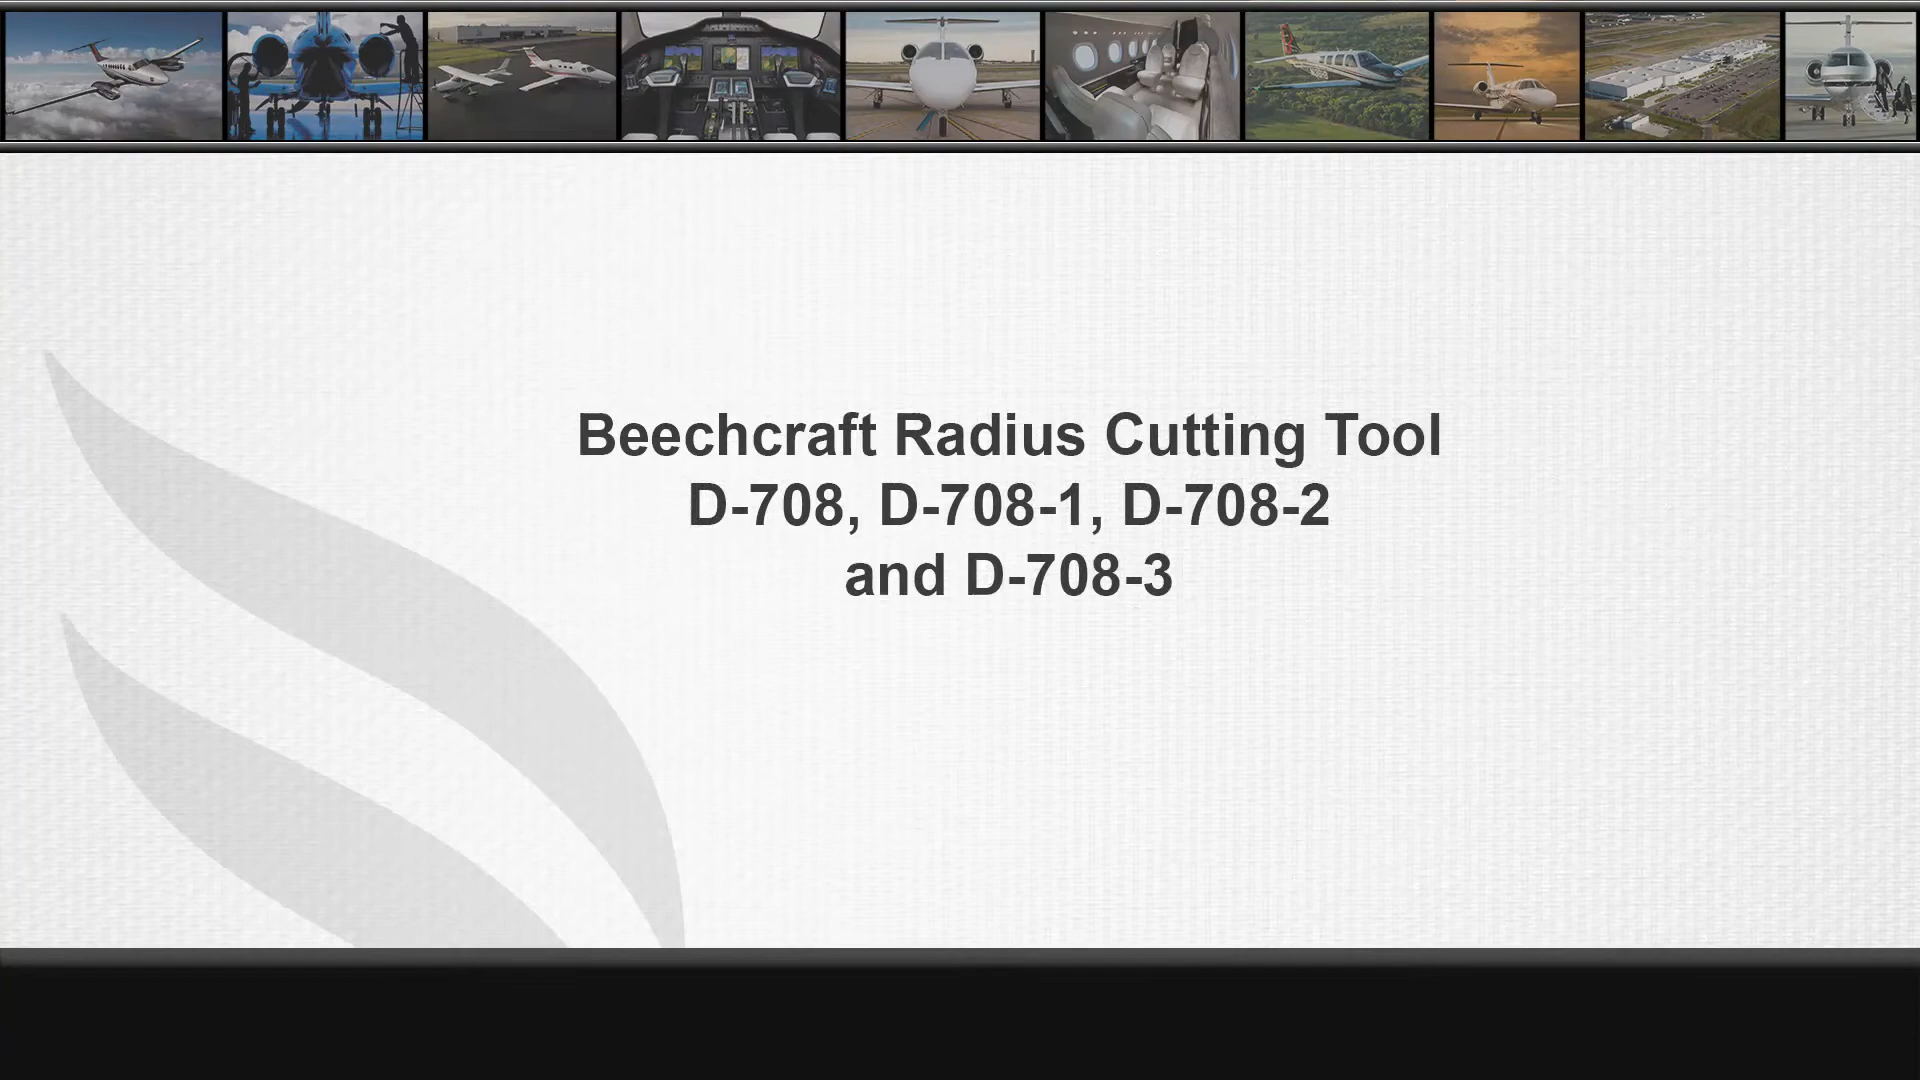 Beechcraft Radius Cutting Tool
D-708, D-708-1, D-708-2
and D-708-3